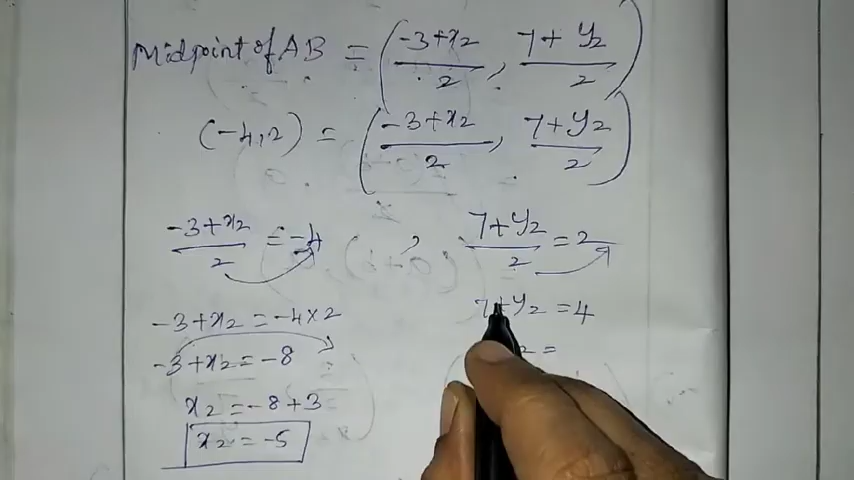 Midpoint of AB = ( -3+x2 / 2 , 7+y2 / 2 )
(-4,2) = ( -3+x2 / 2 , 7+y2 / 2 )
-3+x2 / 2 = -4
-3+x2 = -4×2
-3+x2 = -8
x2 = -8+3
x2 = -5
7+y2 / 2 = 2
7+y2 = 4
2 =